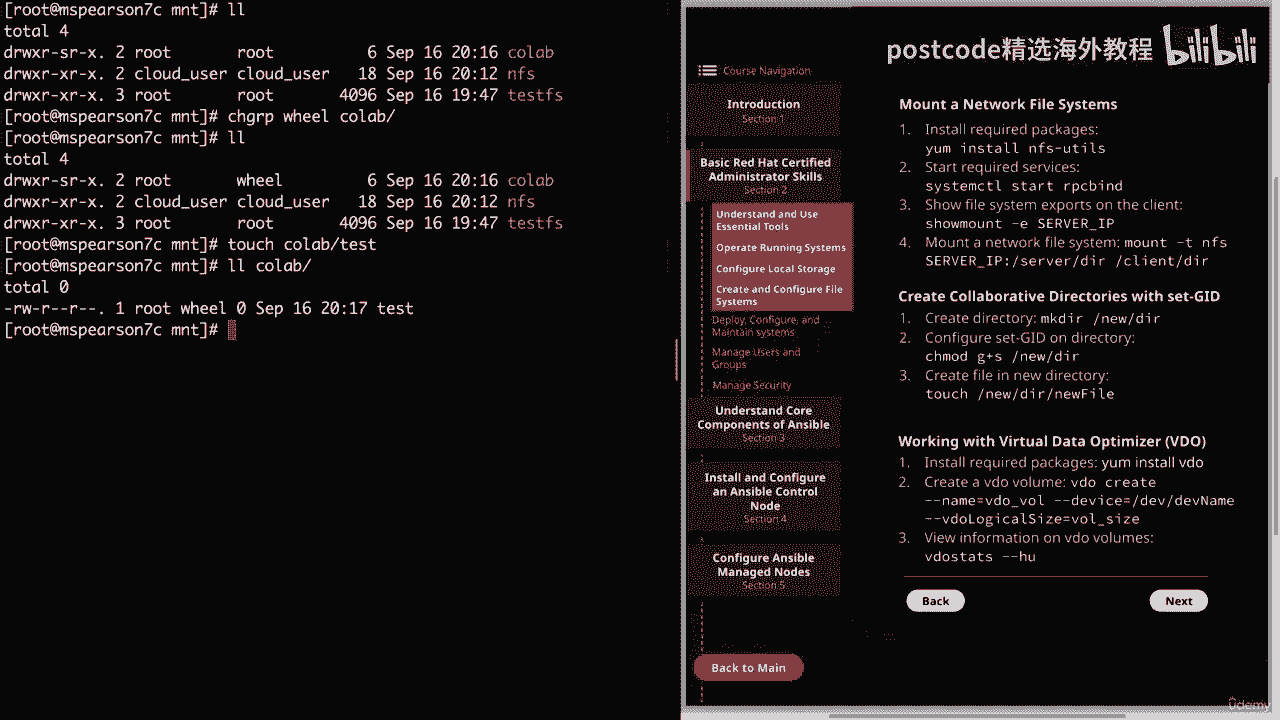 [root@mspearson7c mnt]# ll
total 4
drwxr-sr-x. 2 root       root          6 Sep 16 20:16 colab
drwxr-xr-x. 2 cloud_user cloud_user   18 Sep 16 20:12 nfs
drwxr-xr-x. 3 root       root       4096 Sep 16 19:47 testfs
[root@mspearson7c mnt]# chgrp wheel colab/
[root@mspearson7c mnt]# ll
total 4
drwxr-sr-x. 2 root       wheel         6 Sep 16 20:16 colab
drwxr-xr-x. 2 cloud_user cloud_user   18 Sep 16 20:12 nfs
drwxr-xr-x. 3 root       root       4096 Sep 16 19:47 testfs
[root@mspearson7c mnt]# touch colab/test
[root@mspearson7c mnt]# ll colab/
total 0
-rw-r--r--. 1 root wheel 0 Sep 16 20:17 test
[root@mspearson7c mnt]#
postcode精选海外教程 bilibili
Course Navigation
Introduction
Section 1
Basic Red Hat Certified
Administrator Skills
Section 2
Understand and Use
Essential Tools
Operate Running Systems
Configure Local Storage
Create and Configure File
Systems
Deploy, Configure, and
Maintain systems
Manage Users and
Groups
Manage Security
Understand Core
Components of Ansible
Section 3
Install and Configure
an Ansible Control
Node
Section 4
Configure Ansible
Managed Nodes
Section 5
Back to Main
Mount a Network File Systems
1. Install required packages:
yum install nfs-utils
2. Start required services:
systemctl start rpcbind
3. Show file system exports on the client:
showmount -e SERVER_IP
4. Mount a network file system: mount -t nfs
SERVER_IP:/server/dir /client/dir
Create Collaborative Directories with set-GID
1. Create directory: mkdir /new/dir
2. Configure set-GID on directory:
chmod g+s /new/dir
3. Create file in new directory:
touch /new/dir/newFile
Working with Virtual Data Optimizer (VDO)
1. Install required packages: yum install vdo
2. Create a vdo volume: vdo create
--name=vdo_vol --device=/dev/devName
--vdoLogicalSize=vol_size
3. View information on vdo volumes:
vdostats --hu
Back
Next
Udemy